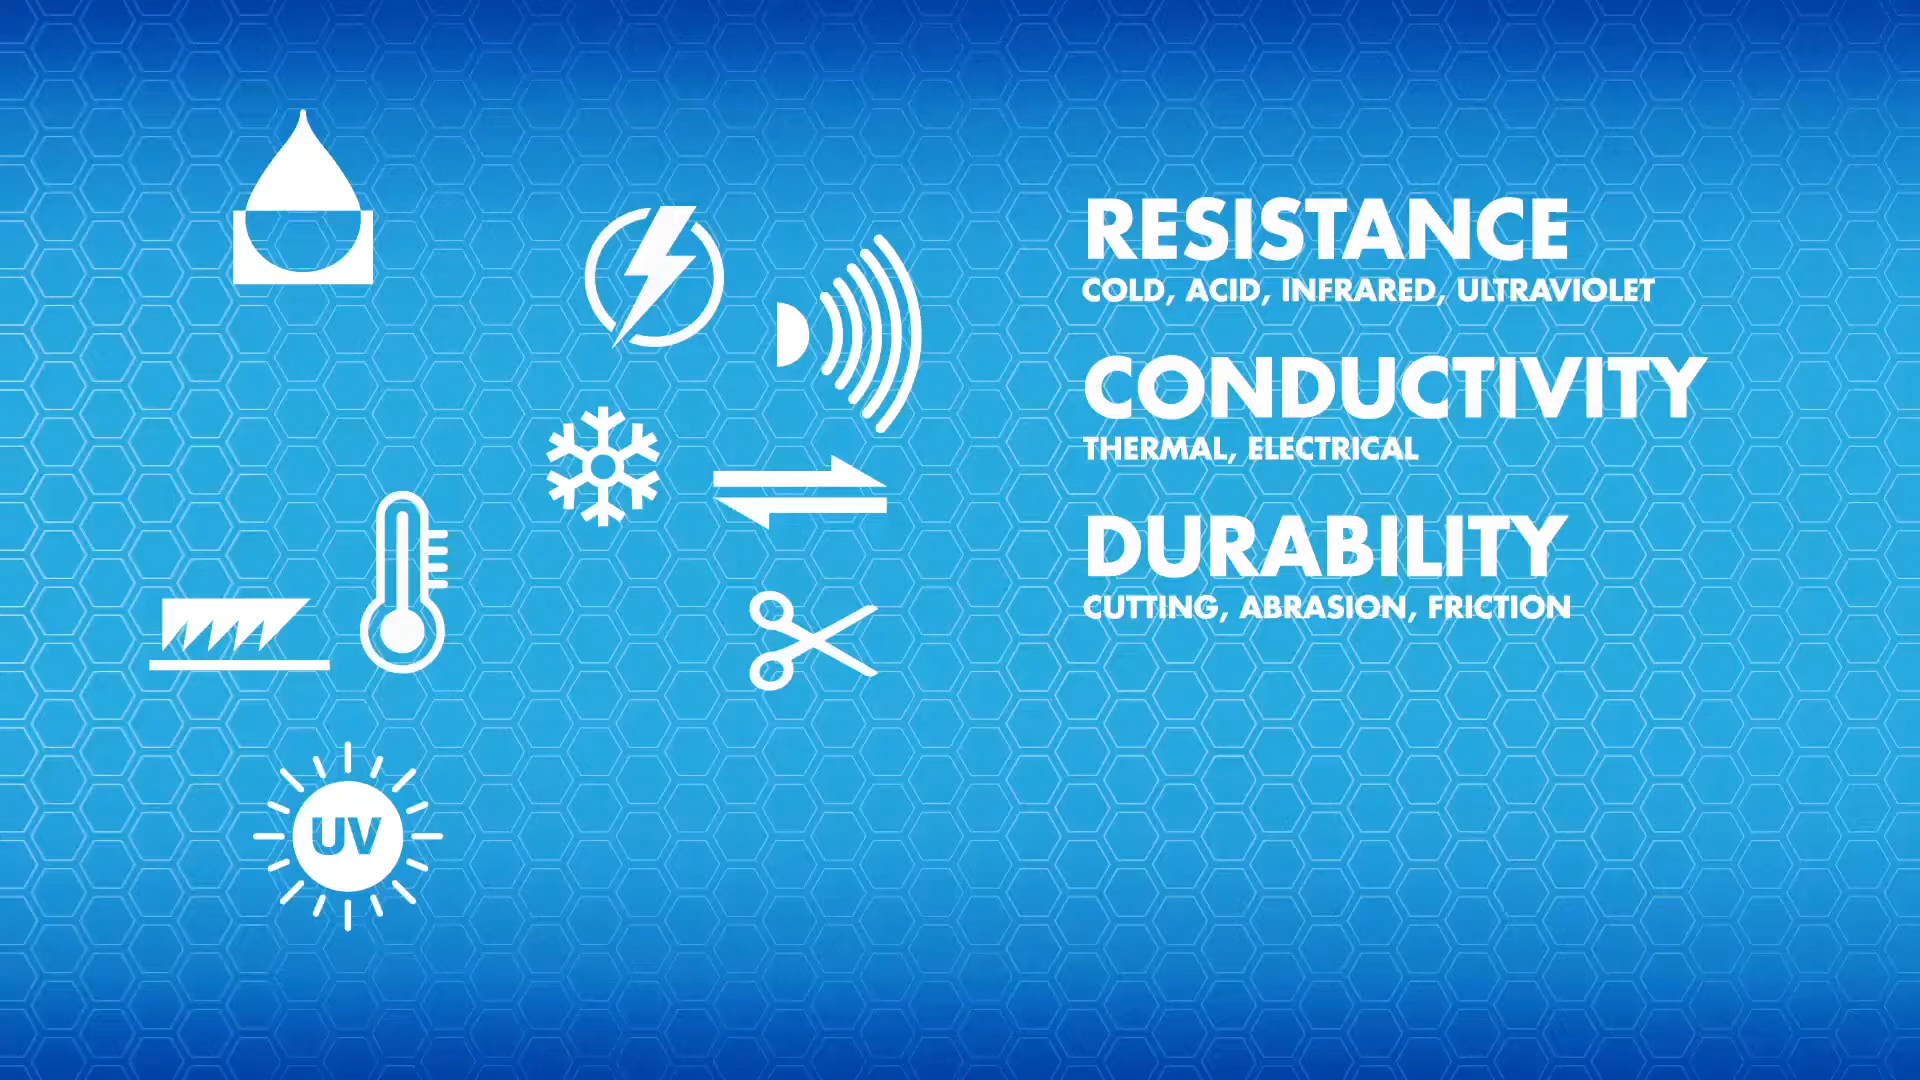 RESISTANCE
COLD, ACID, INFRARED, ULTRAVIOLET
CONDUCTIVITY
THERMAL, ELECTRICAL
DURABILITY
CUTTING, ABRASION, FRICTION
UV